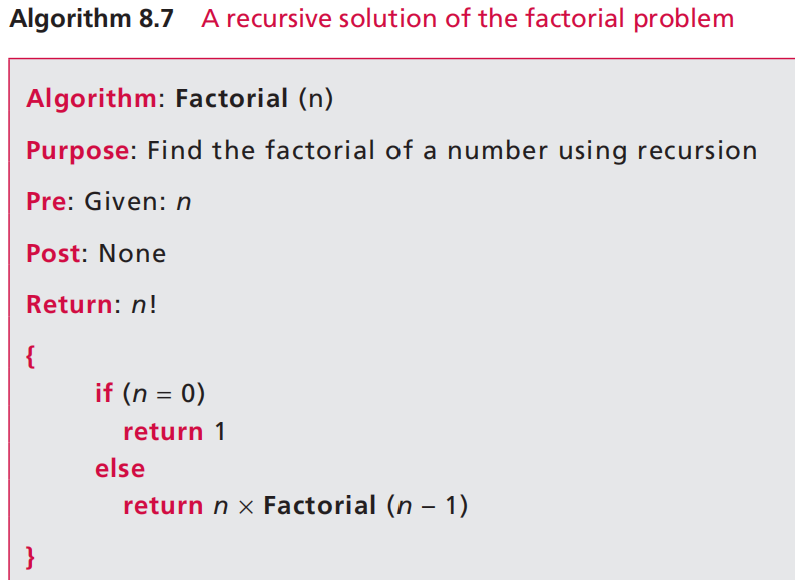 Algorithm 8.7 A recursive solution of the factorial problem
Algorithm: Factorial (n)
Purpose: Find the factorial of a number using recursion
Pre: Given: n
Post: None
Return: n!
{
if (n = 0)
return 1
else
return n × Factorial (n – 1)
}